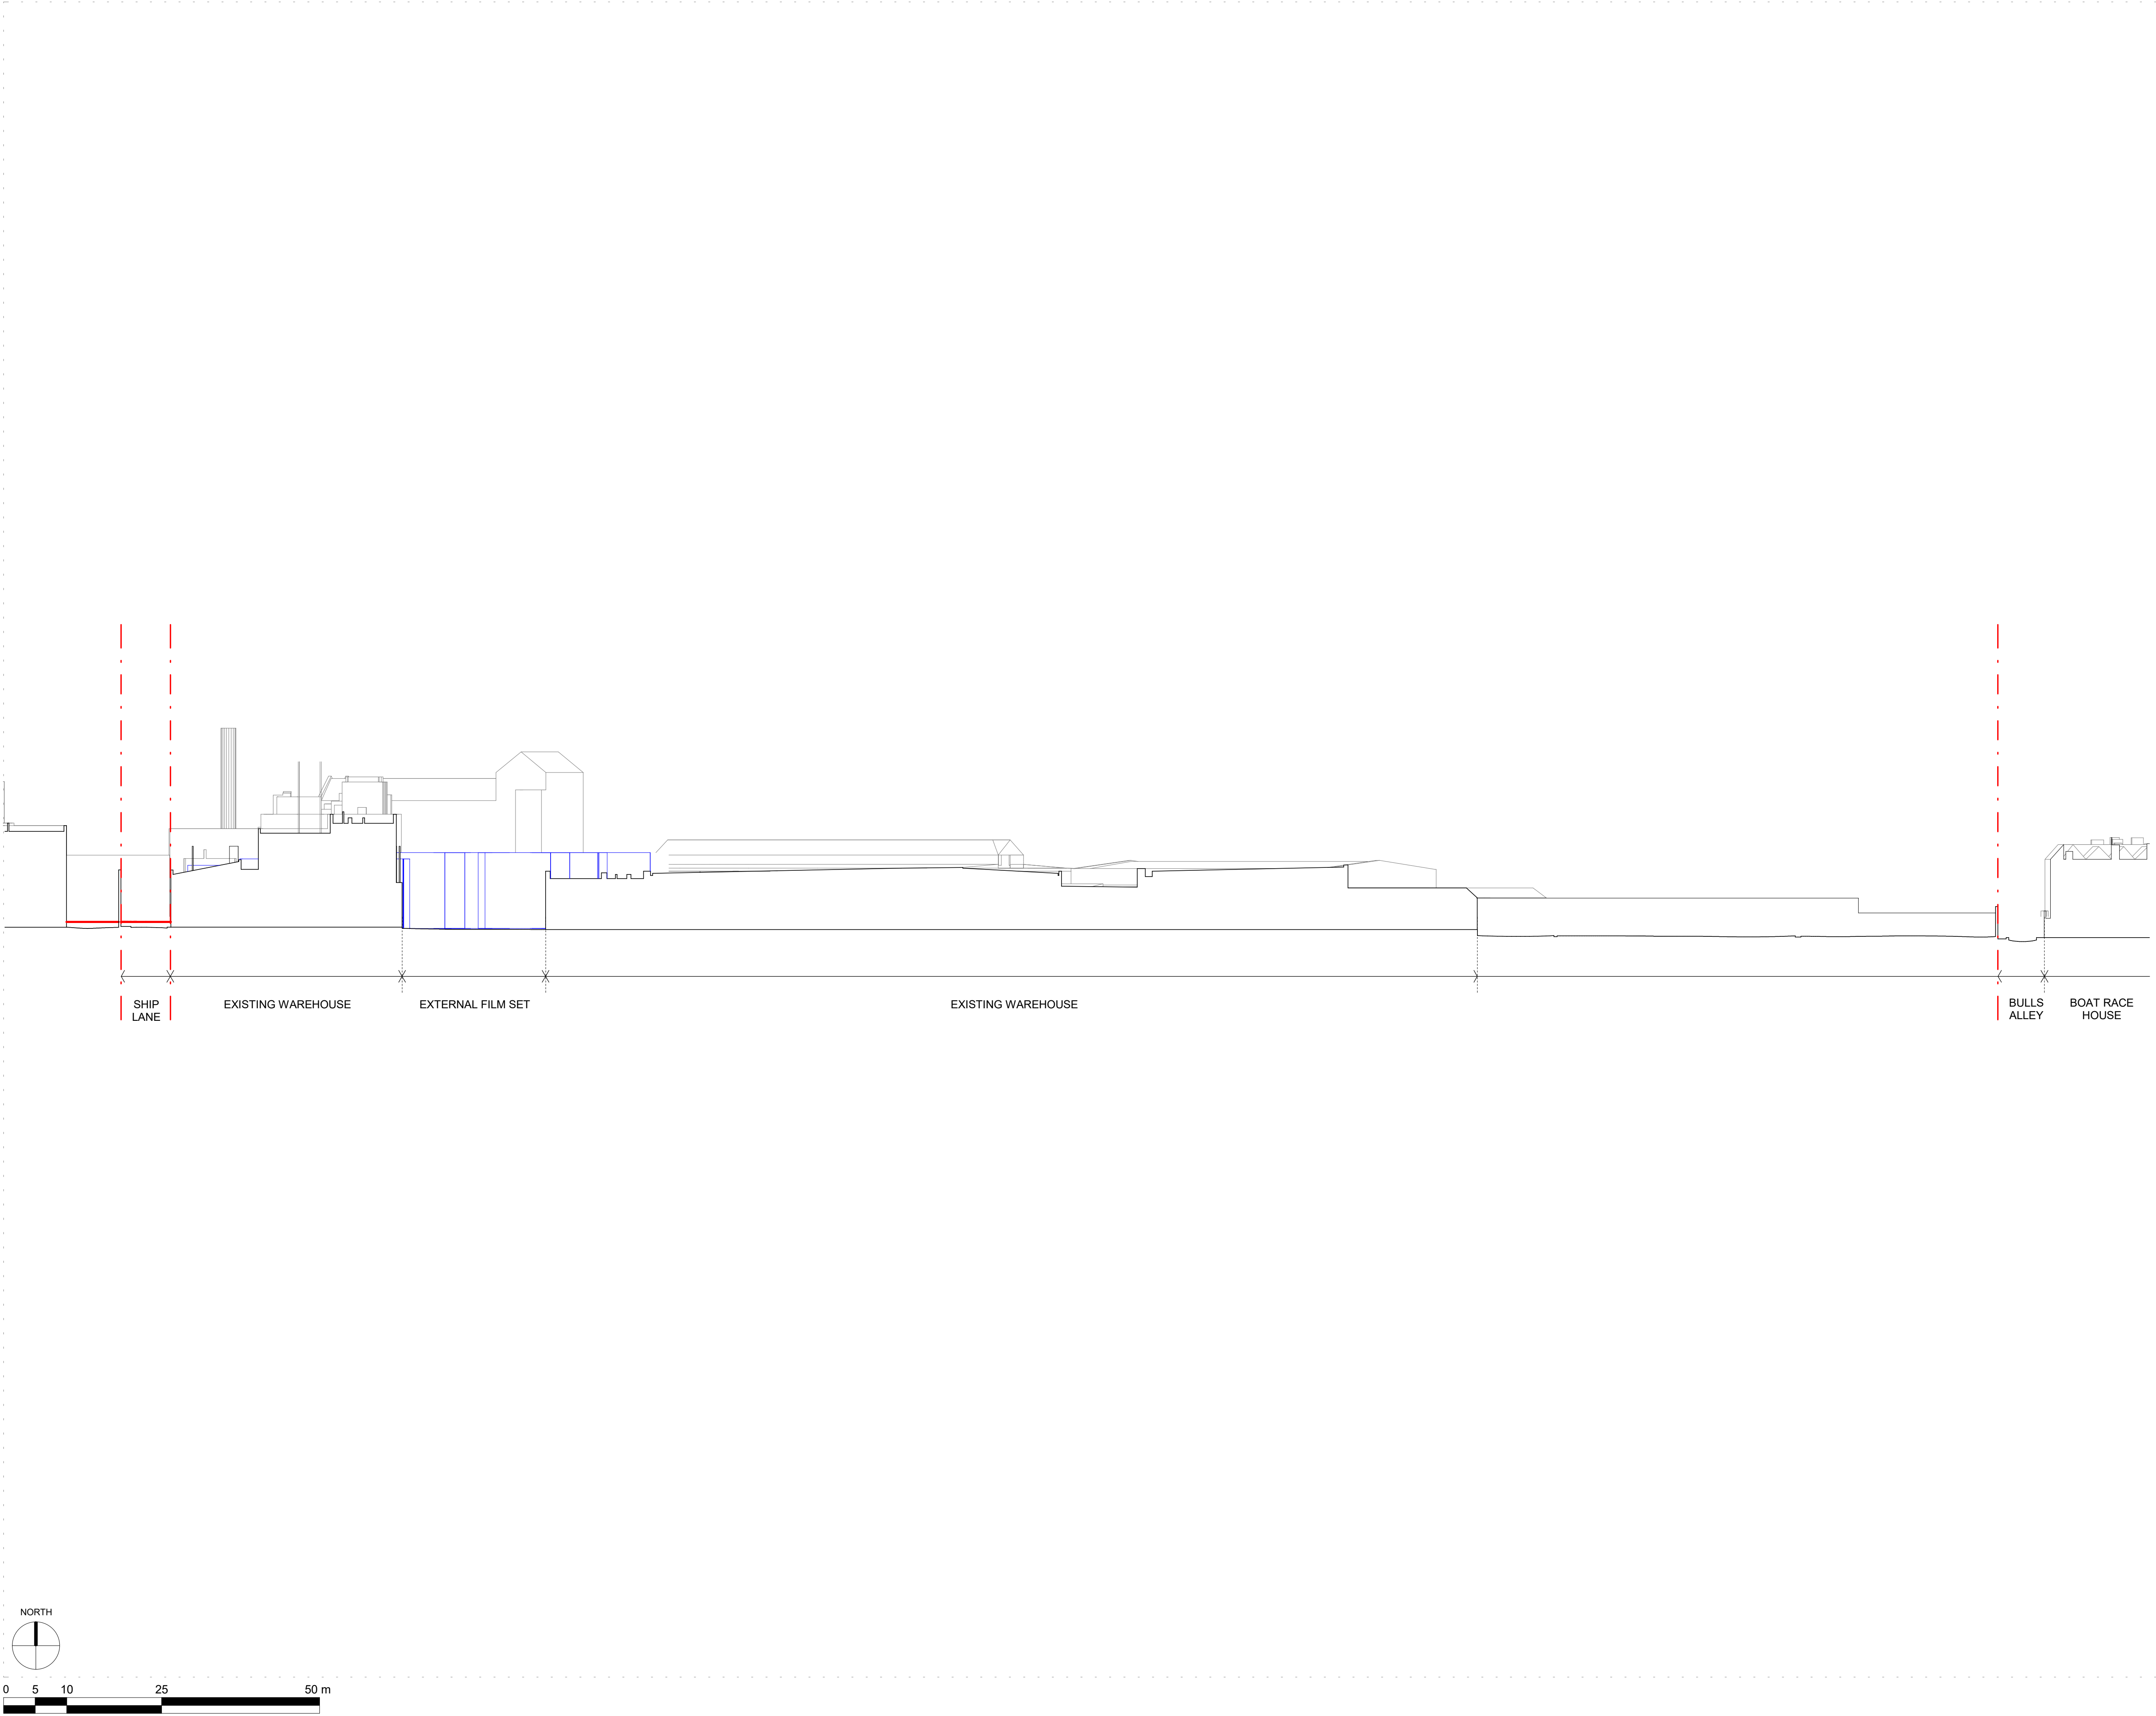 SHIP
LANE
EXISTING WAREHOUSE
EXTERNAL FILM SET
EXISTING WAREHOUSE
BULLS
ALLEY
BOAT RACE
HOUSE
NORTH
0 5 10 25 50 m